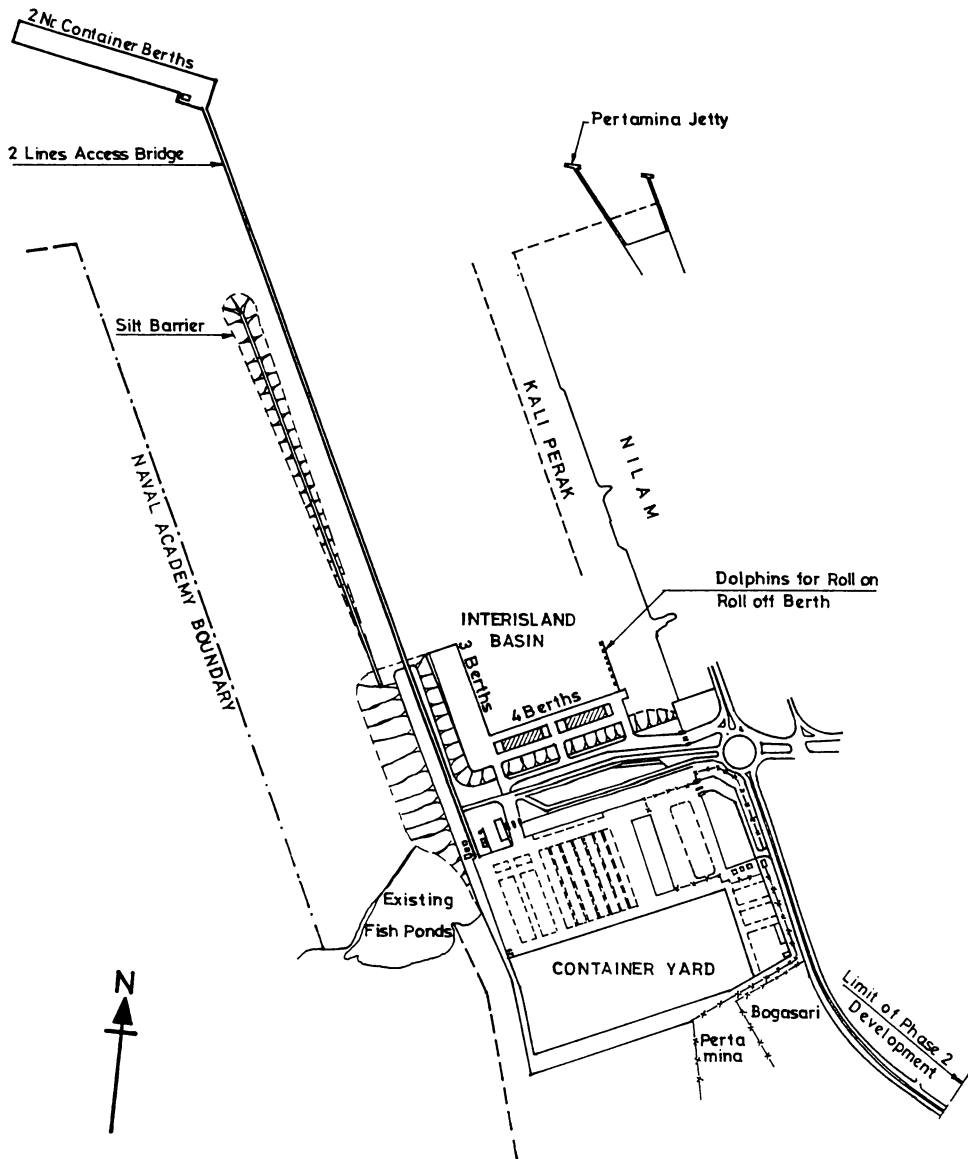 2 Nr Container Berths
Pertamina Jetty
2 Lines Access Bridge
Silt Barrier
KALI PERAK
NILAM
NAVAL ACADEMY BOUNDARY
Dolphins for Roll on
Roll off Berth
INTERISLAND
BASIN
3 Berths
4 Berths
Existing
Fish Ponds
CONTAINER YARD
N
Bogasari
Perta
mina
Limit of Phase 2
Development